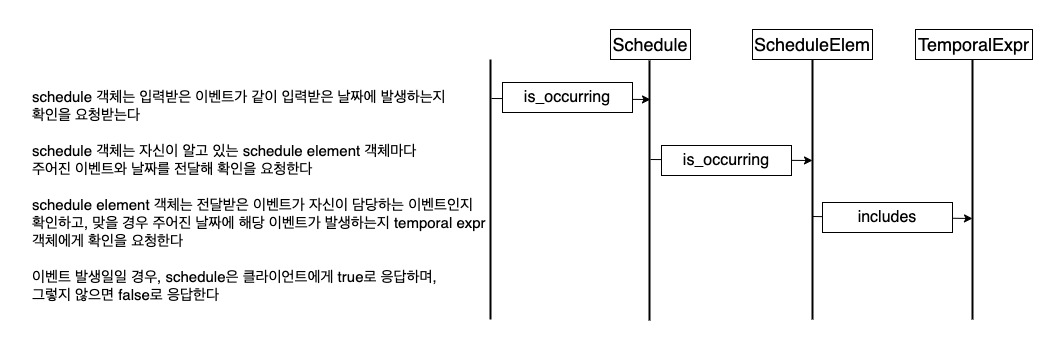 Schedule
ScheduleElem
TemporalExpr
schedule 객체는 입력받은 이벤트가 같이 입력받은 날짜에 발생하는지
확인을 요청받는다
is_occurring
schedule 객체는 자신이 알고 있는 schedule element 객체마다
주어진 이벤트와 날짜를 전달해 확인을 요청한다
is_occurring
schedule element 객체는 전달받은 이벤트가 자신이 담당하는 이벤트인지
확인하고, 맞을 경우 주어진 날짜에 해당 이벤트가 발생하는지 temporal expr
객체에게 확인을 요청한다
includes
이벤트 발생일일 경우, schedule은 클라이언트에게 true로 응답하며,
그렇지 않으면 false로 응답한다